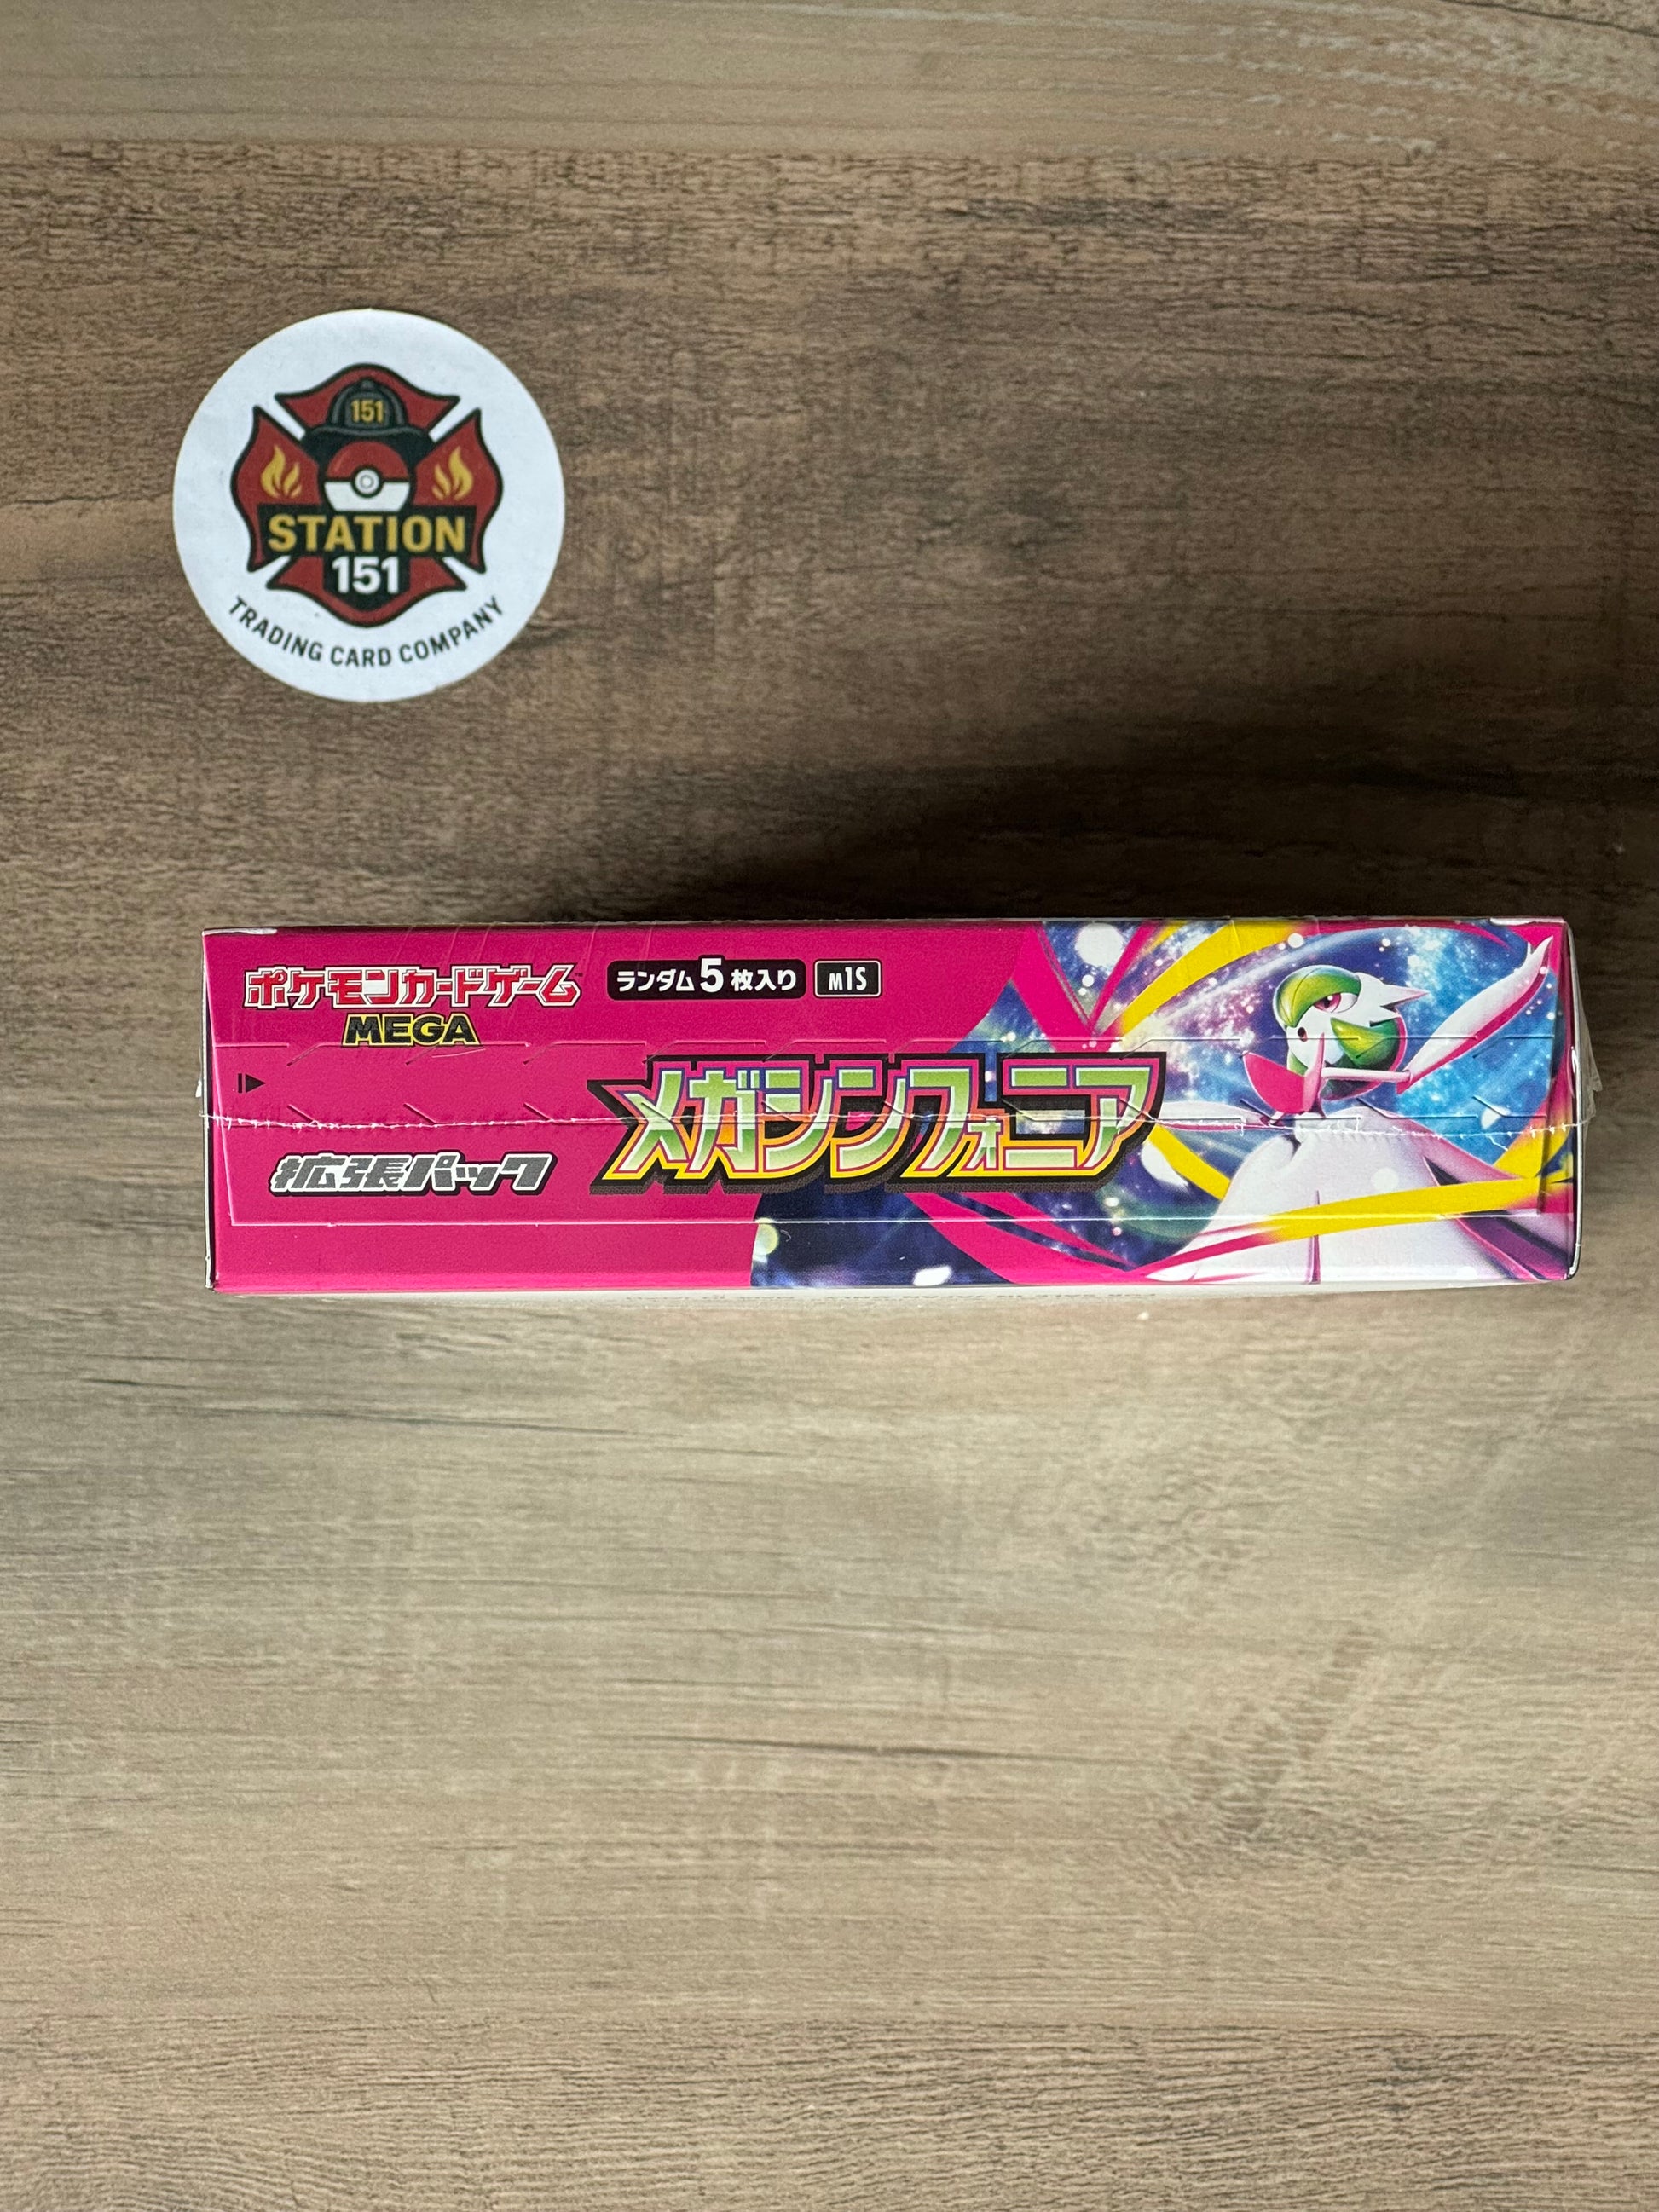 151
STATION
151
TRADING CARD COMPANY
ポケモンカードゲーム™
MEGA
ランダム5枚入り M1S
メガシンフォニア
拡張パック